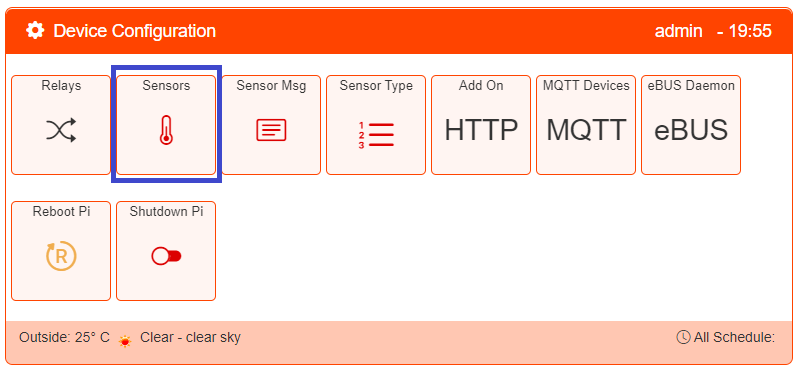 Device Configuration admin - 19:55
Relays Sensors Sensor Msg Sensor Type Add On MQTT Devices eBUS Daemon
1
2
3
HTTP MQTT eBUS
Reboot Pi Shutdown Pi
R
Outside: 25° C Clear - clear sky All Schedule: